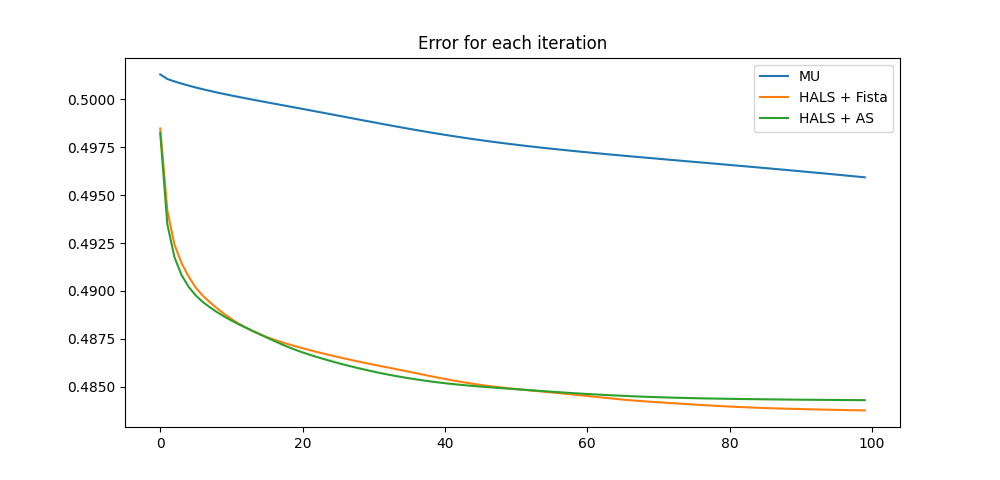 Error for each iteration
MU
HALS + Fista
HALS + AS
0.5000
0.4975
0.4950
0.4925
0.4900
0.4875
0.4850
0 20 40 60 80 100